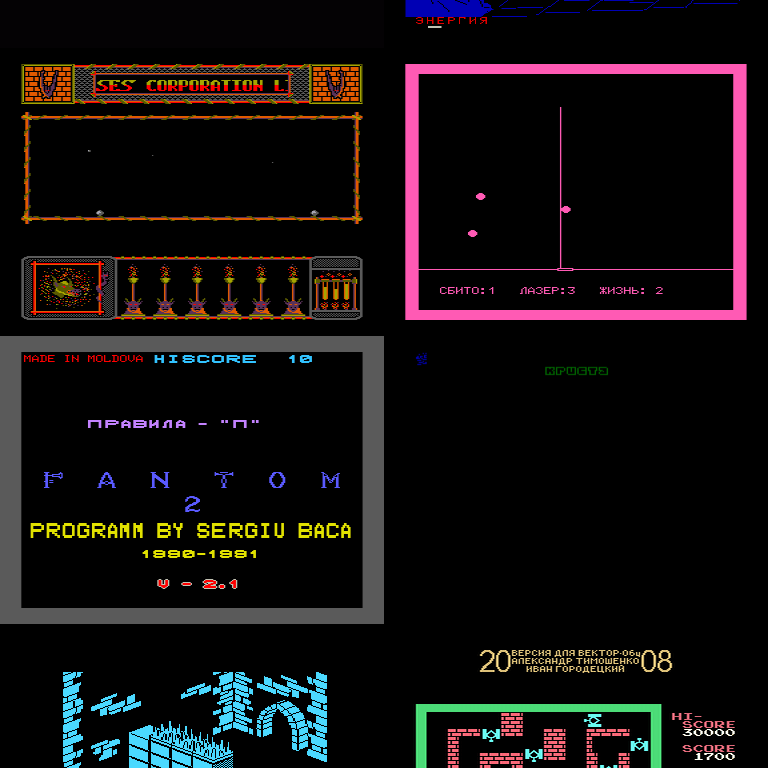 ЭНЕРГИЯ
SES CORPORATION L
СБИТО:1 ЛАЗЕР:3 ЖИЗНЬ: 2
MADE IN MOLDOVA HISCORE 10
ПРАВИЛА - "П"
F A N T O M
2
PROGRAMM BY SERGIU BACA
1990-1991
V - 2.1
20 ВЕРСИЯ ДЛЯ ВЕКТОР-06ц 08
АЛЕКСАНДР ТИМОШЕНКО
ИВАН ГОРОДЕЦКИЙ
HI-
SCORE
30000
SCORE
1700